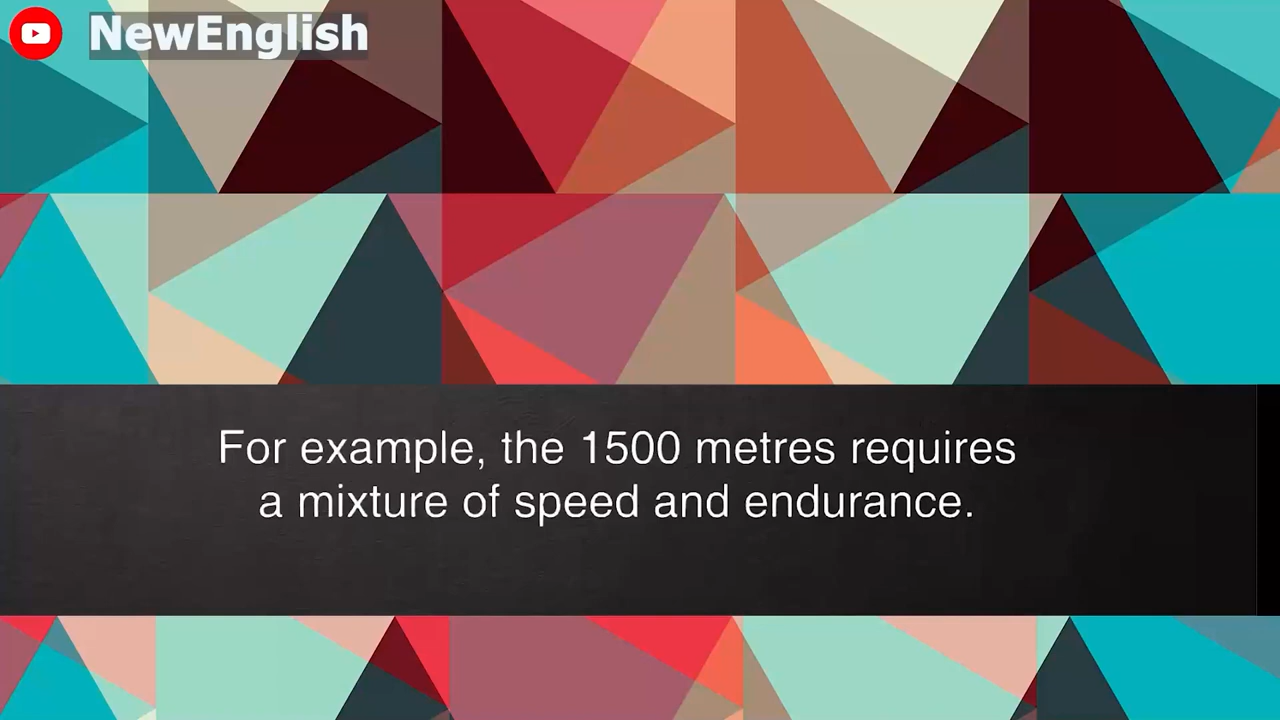 NewEnglish
For example, the 1500 metres requires
a mixture of speed and endurance.